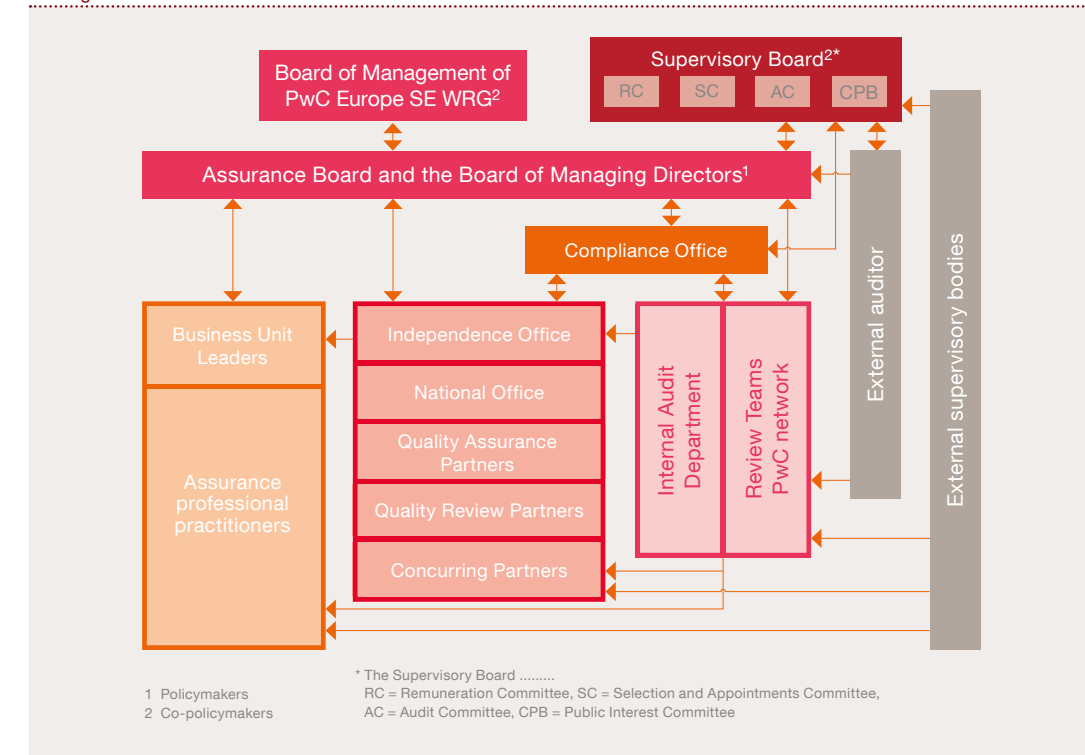 Board of Management of
PwC Europe SE WRG2
Supervisory Board2*
RC
SC
AC
CPB
Assurance Board and the Board of Managing Directors1
Compliance Office
Business Unit
Leaders
Assurance
professional
practitioners
Independence Office
National Office
Quality Assurance
Partners
Quality Review Partners
Concurring Partners
Internal Audit
Department
Review Teams
PwC network
External auditor
External supervisory bodies
1 Policymakers
2 Co-policymakers
* The Supervisory Board .........
RC = Remuneration Committee, SC = Selection and Appointments Committee,
AC = Audit Committee, CPB = Public Interest Committee